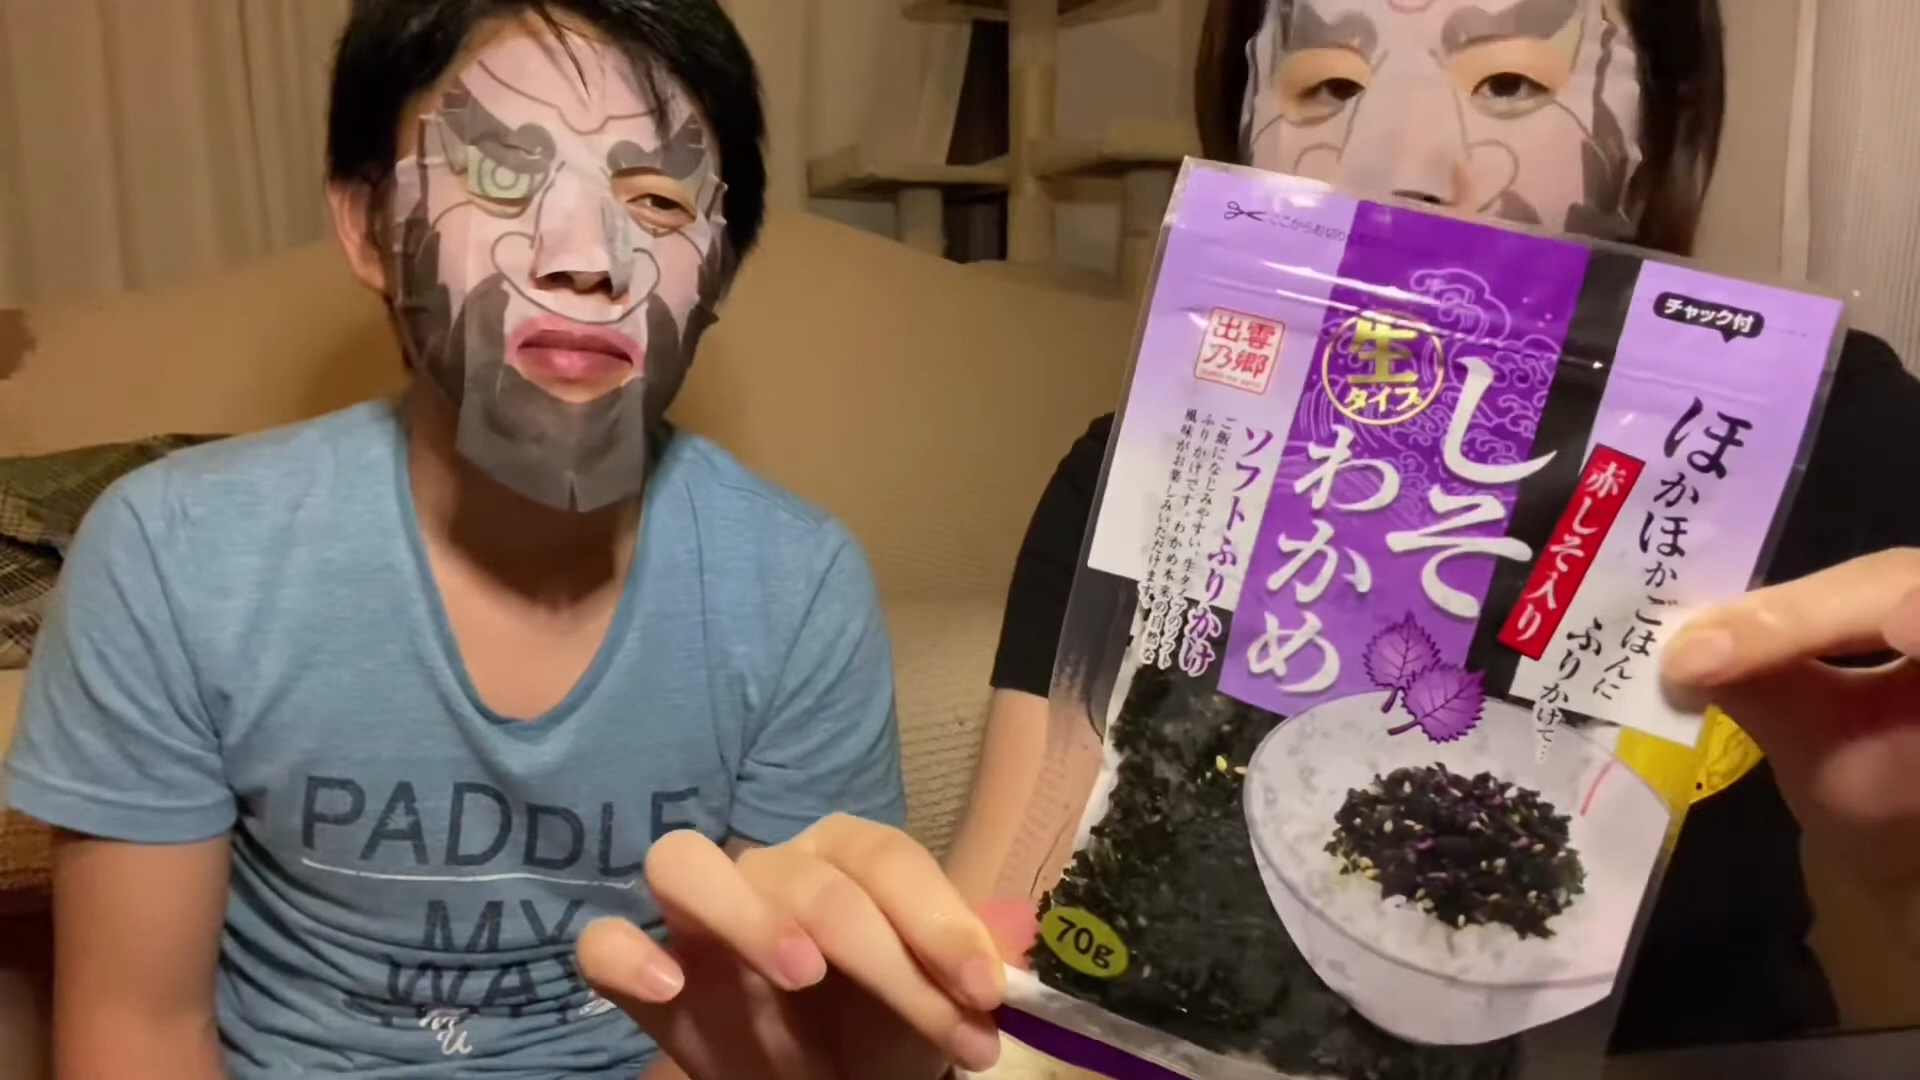 PADDLE
MY
WAY
ここからお切り
チャック付
ほかほかごはんに
ふりかけて…
赤しそ入り
生
タイプ
しそ
わかめ
出雲
乃郷
ソフトふりかけ
ご飯になじみやすい、生タイプのソフト
ふりかけです。わかめ本来の自然な
風味がお楽しみいただけます。
70g